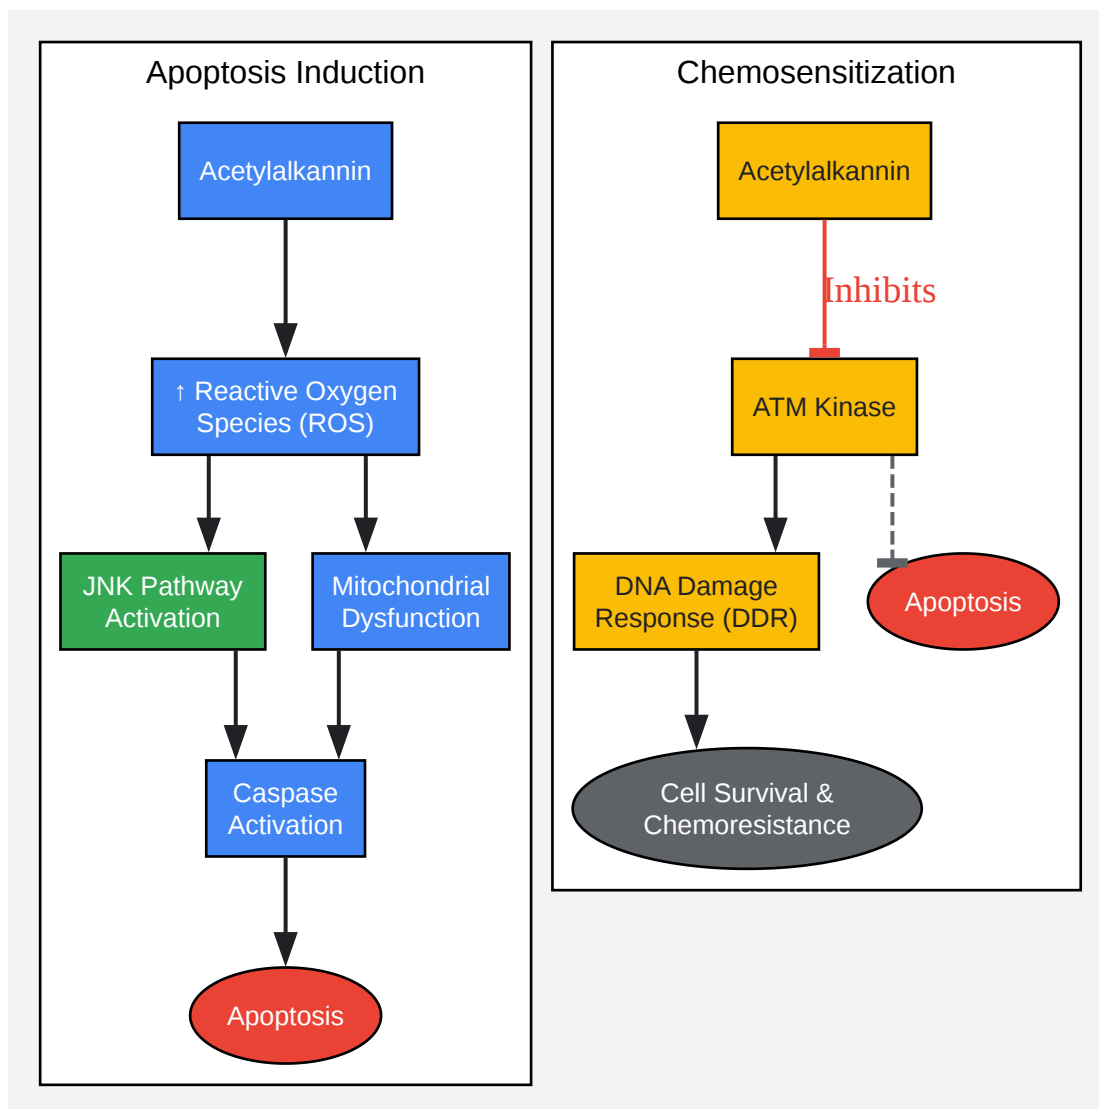 Apoptosis Induction
Acetylalkannin
↑ Reactive Oxygen
Species (ROS)
JNK Pathway
Activation
Mitochondrial
Dysfunction
Caspase
Activation
Apoptosis
Chemosensitization
Acetylalkannin
Inhibits
ATM Kinase
DNA Damage
Response (DDR)
Apoptosis
Cell Survival &
Chemoresistance